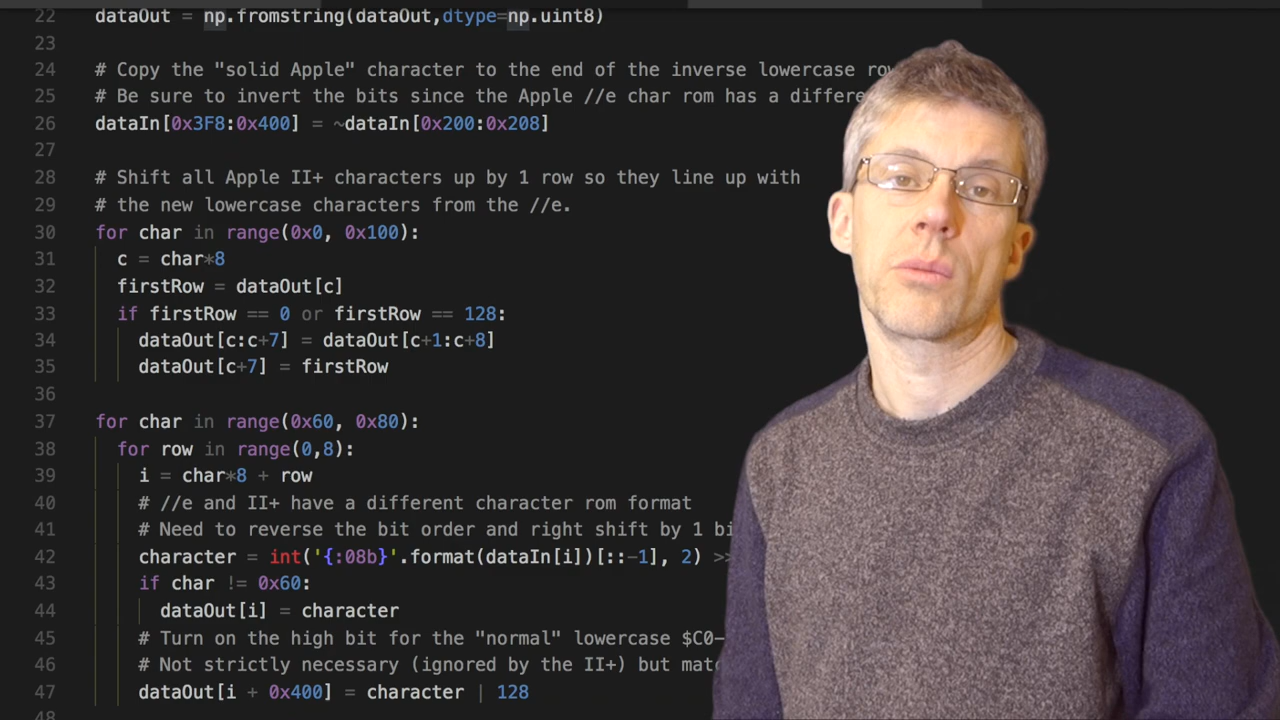 22 dataOut = np.fromstring(dataOut,dtype=np.uint8)
23
24 # Copy the "solid Apple" character to the end of the inverse lowercase
25 # Be sure to invert the bits since the Apple //e char rom has a
26 dataIn[0x3F8:0x400] = ~dataIn[0x200:0x208]
27
28 # Shift all Apple II+ characters up by 1 row so they line up with
29 # the new lowercase characters from the //e.
30 for char in range(0x0, 0x100):
31 c = char*8
32 firstRow = dataOut[c]
33 if firstRow == 0 or firstRow == 128:
34 dataOut[c:c+7] = dataOut[c+1:c+8]
35 dataOut[c+7] = firstRow
36
37 for char in range(0x60, 0x80):
38 for row in range(0,8):
39 i = char*8 + row
40 # //e and II+ have a different character rom format
41 # Need to reverse the bit order and right shift by 1
42 character = int('{:08b}'.format(dataIn[i])[::-1], 2) >>
43 if char != 0x60:
44 dataOut[i] = character
45 # Turn on the high bit for the "normal" lowercase $C0-
46 # Not strictly necessary (ignored by the II+) but
47 dataOut[i + 0x400] = character | 128
48